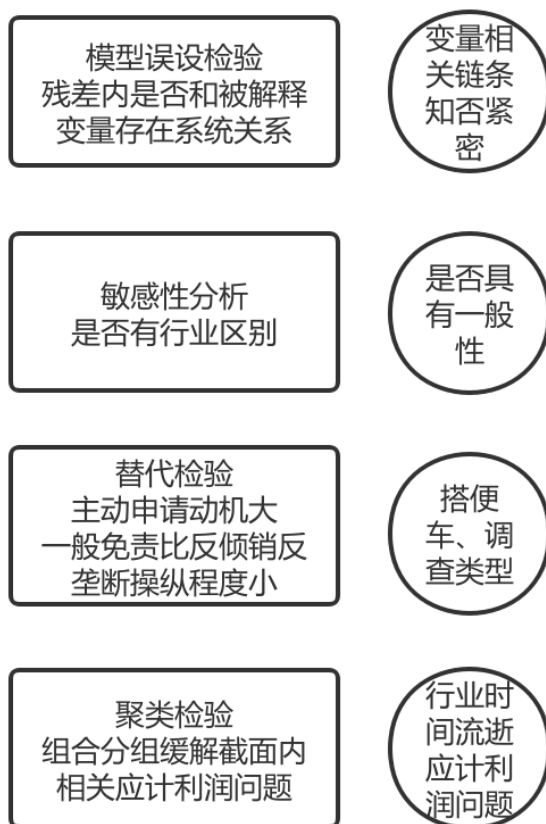 模型误设检验
残差内是否和被解释
变量存在系统关系
变量相
关链条
知否紧
密
敏感性分析
是否有行业区别
是否具
有一般
性
替代检验
主动申请动机大
一般免责比反倾销反
垄断操纵程度小
搭便
车、调
查类型
聚类检验
组合分组缓解截面内
相关应计利润问题
行业时
间流逝
应计利
润问题